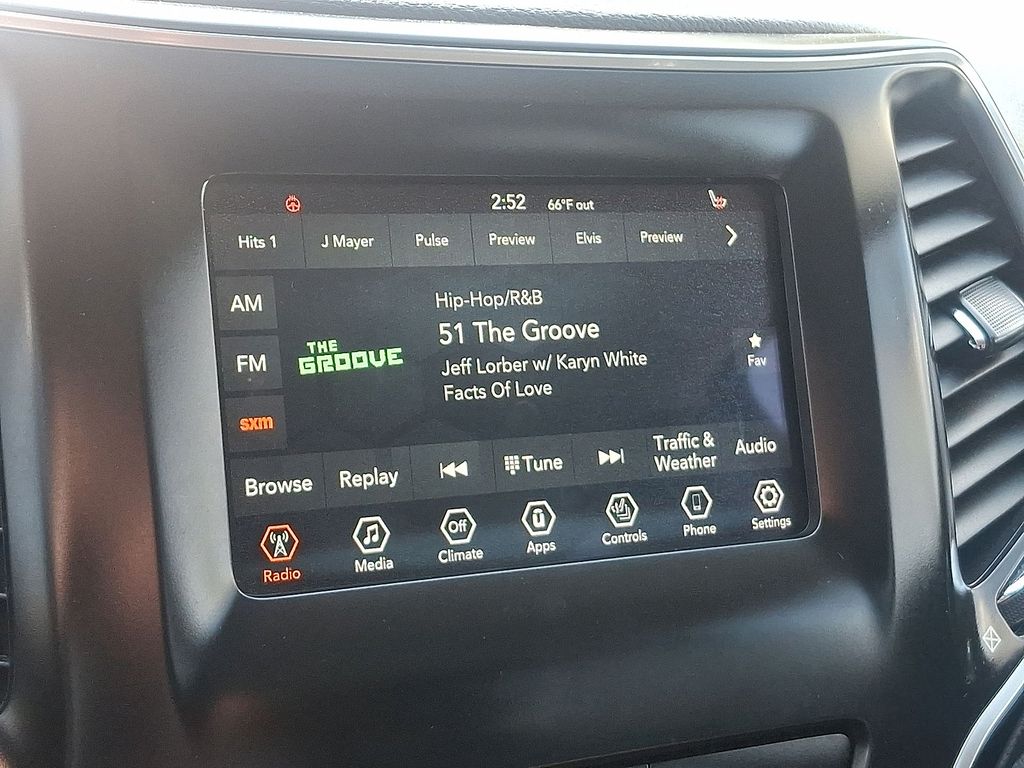 2:52 66°F out
Hits 1 J Mayer Pulse Preview Elvis Preview
AM
FM
sxm
THE
GROOVE
Hip-Hop/R&B
51 The Groove
Jeff Lorber w/ Karyn White
Facts Of Love
Fav
Browse Replay Tune Traffic &
Weather Audio
Radio Media Off
Climate Apps Controls Phone Settings